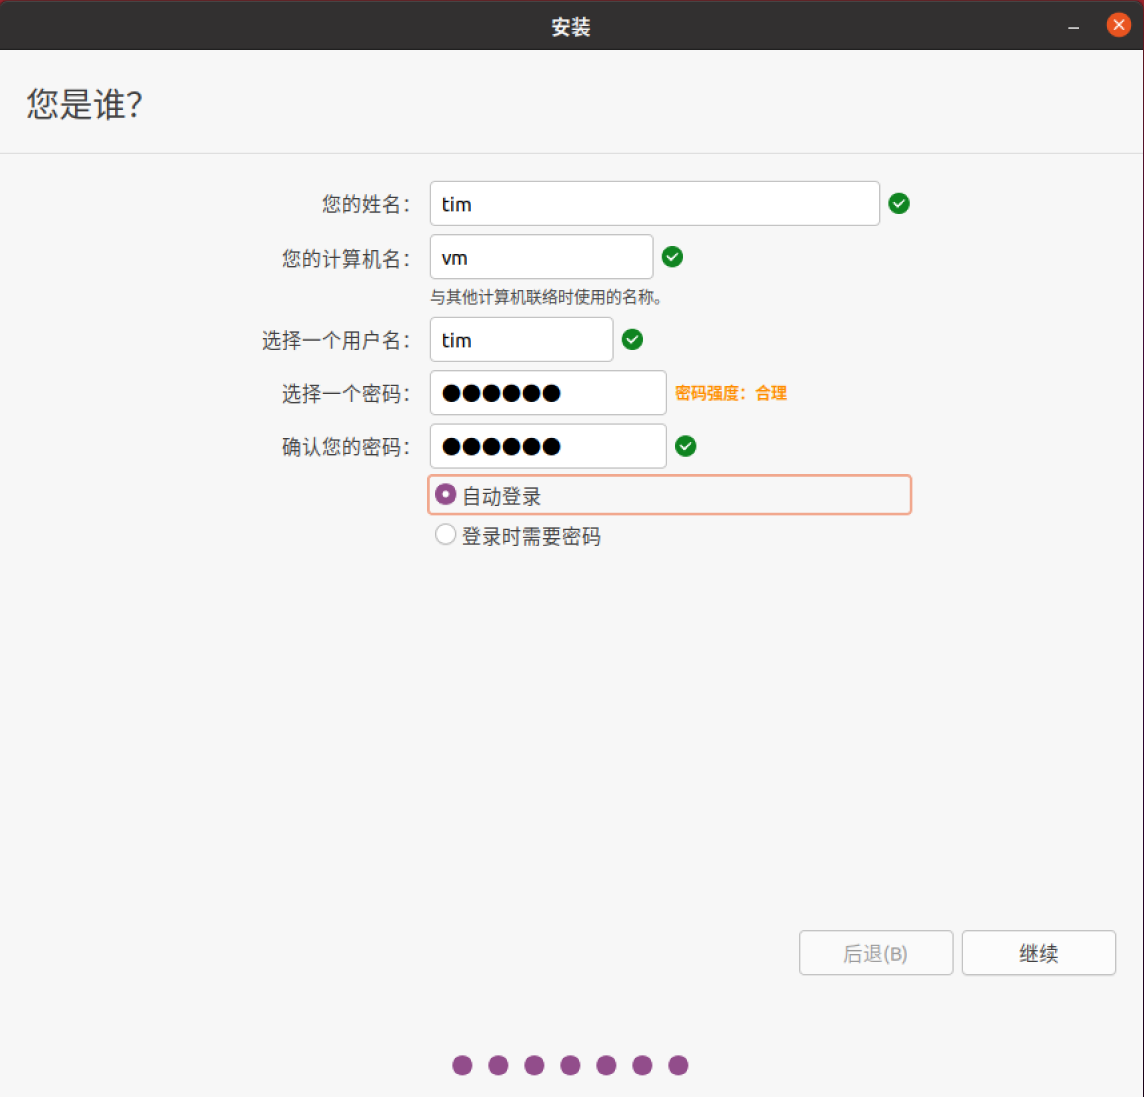 安装
您是谁?
您的姓名： tim
您的计算机名： vm
与其他计算机联络时使用的名称。
选择一个用户名： tim
选择一个密码： ●●●●●● 密码强度：合理
确认您的密码： ●●●●●●
自动登录
登录时需要密码
后退(B) 继续